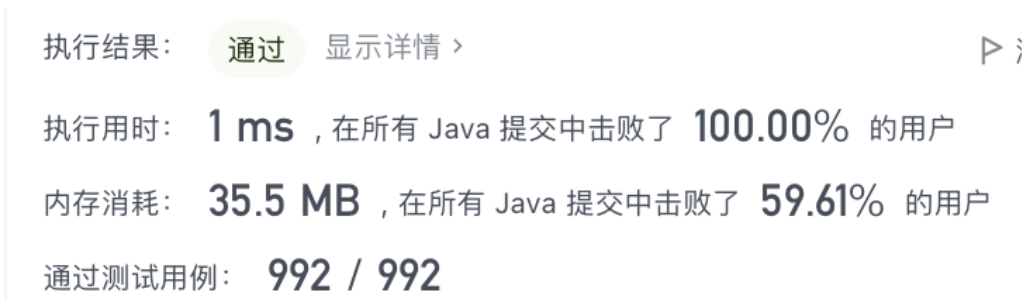 执行结果： 通过 显示详情 >
执行用时： 1 ms , 在所有 Java 提交中击败了 100.00% 的用户
内存消耗： 35.5 MB , 在所有 Java 提交中击败了 59.61% 的用户
通过测试用例： 992 / 992